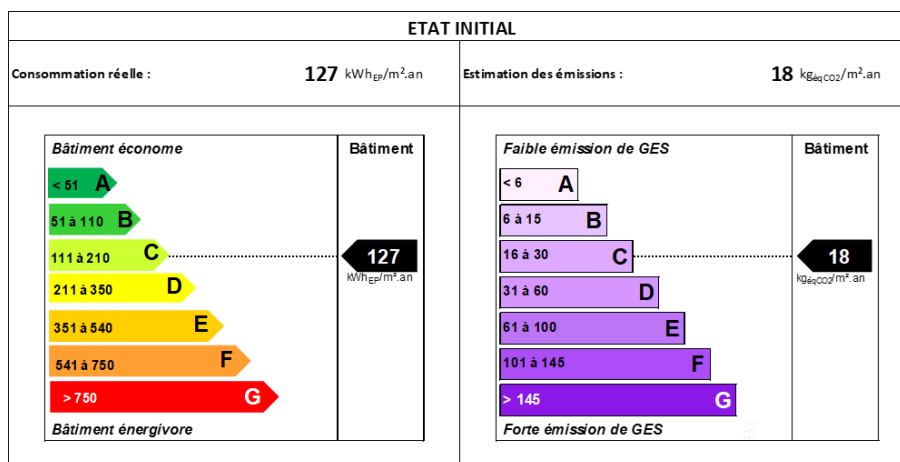 ETAT INITIAL
Consommation réelle : 127 kWhEP/m².an
Estimation des émissions : 18 kgéqCO2/m².an
Bâtiment économe Bâtiment
< 51 A
51 à 110 B
111 à 210 C 127
kWhEP/m².an
211 à 350 D
351 à 540 E
541 à 750 F
> 750 G
Bâtiment énergivore
Faible émission de GES Bâtiment
< 6 A
6 à 15 B
16 à 30 C 18
kgéqCO2/m².an
31 à 60 D
61 à 100 E
101 à 145 F
> 145 G
Forte émission de GES